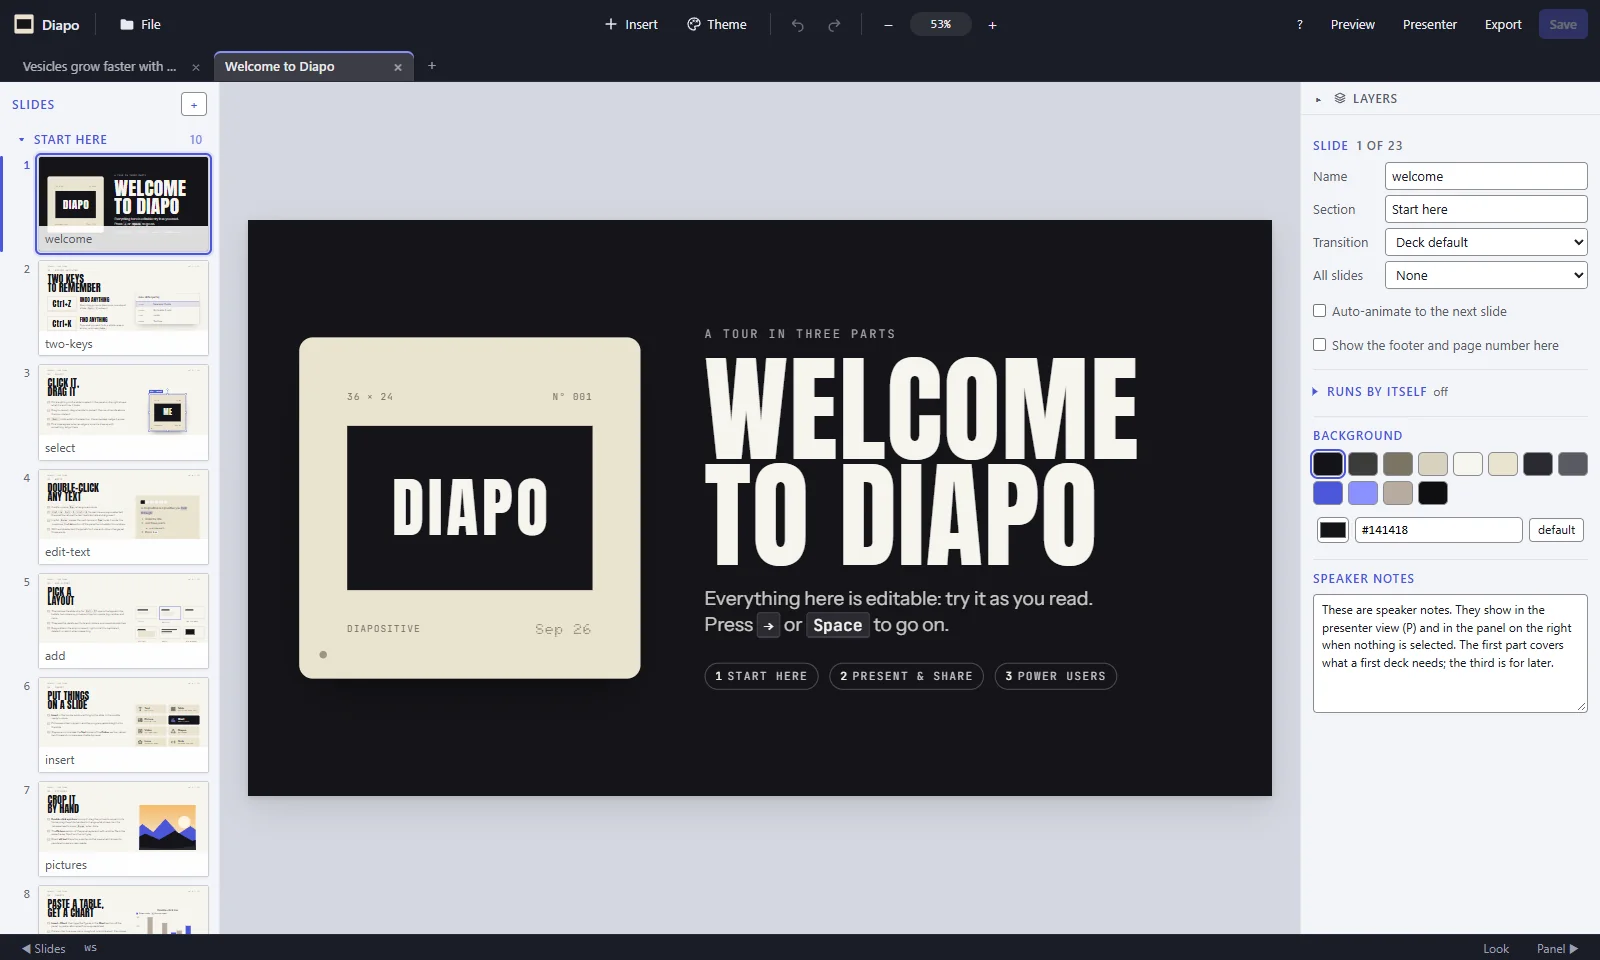 Diapo
File
Insert
Theme
53%
?
Preview
Presenter
Export
Save
Vesicles grow faster with ...
Welcome to Diapo
SLIDES
START HERE
10
1
DIAPO
WELCOME
TO DIAPO
welcome
2
TWO KEYS
TO REMEMBER
Ctrl+Z
UNDO ANYTHING
Ctrl+K
FIND ANYTHING
two-keys
3
CLICK IT,
DRAG IT
ME
select
4
DOUBLE-CLICK
ANY TEXT
edit-text
5
PICK A
LAYOUT
add
6
PUT THINGS
ON A SLIDE
insert
7
CROP IT
BY HAND
pictures
8
PASTE A TABLE,
GET A CHART
36 × 24
N° 001
DIAPO
DIAPOSITIVE
Sep 26
A TOUR IN THREE PARTS
WELCOME
TO DIAPO
Everything here is editable: try it as you read.
Press → or Space to go on.
1 START HERE
2 PRESENT & SHARE
3 POWER USERS
LAYERS
SLIDE 1 OF 23
Name welcome
Section Start here
Transition Deck default
All slides None
Auto-animate to the next slide
Show the footer and page number here
RUNS BY ITSELF off
BACKGROUND
#141418
default
SPEAKER NOTES
These are speaker notes. They show in the
presenter view (P) and in the panel on the right
when nothing is selected. The first part covers
what a first deck needs; the third is for later.
Slides
ws
Look
Panel